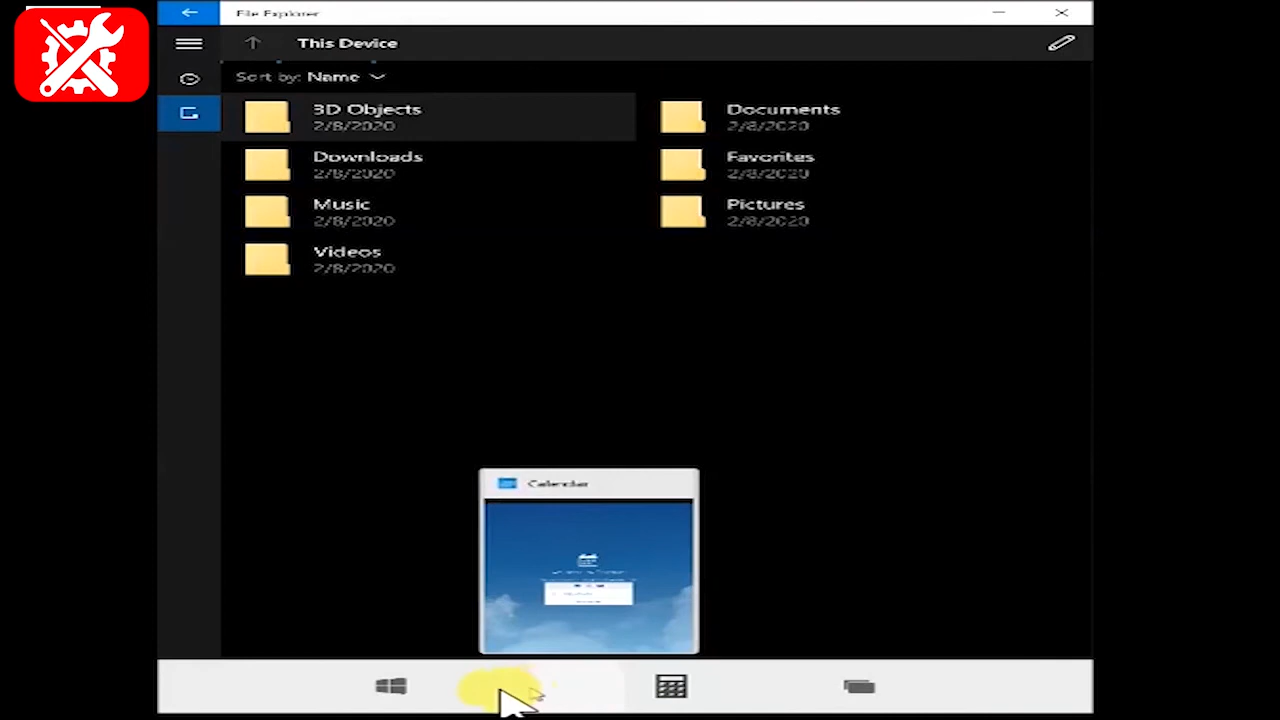 File Explorer
This Device
Sort by: Name
3D Objects
2/8/2020
Documents
2/8/2020
Downloads
2/8/2020
Favorites
2/8/2020
Music
2/8/2020
Pictures
2/8/2020
Videos
2/8/2020
Calendar